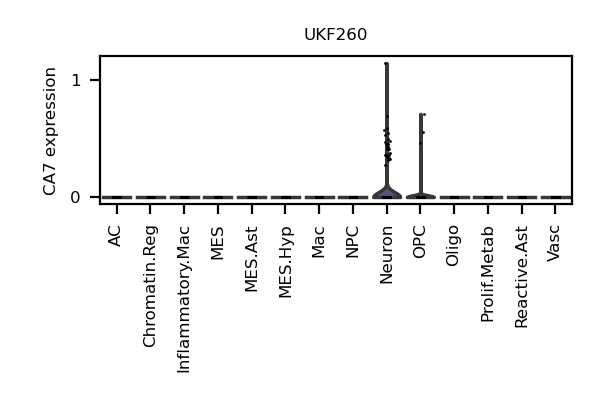 UKF260
CA7 expression
1
0
AC
Chromatin.Reg
Inflammatory.Mac
MES
MES.Ast
MES.Hyp
Mac
NPC
Neuron
OPC
Oligo
Prolif.Metab
Reactive.Ast
Vasc